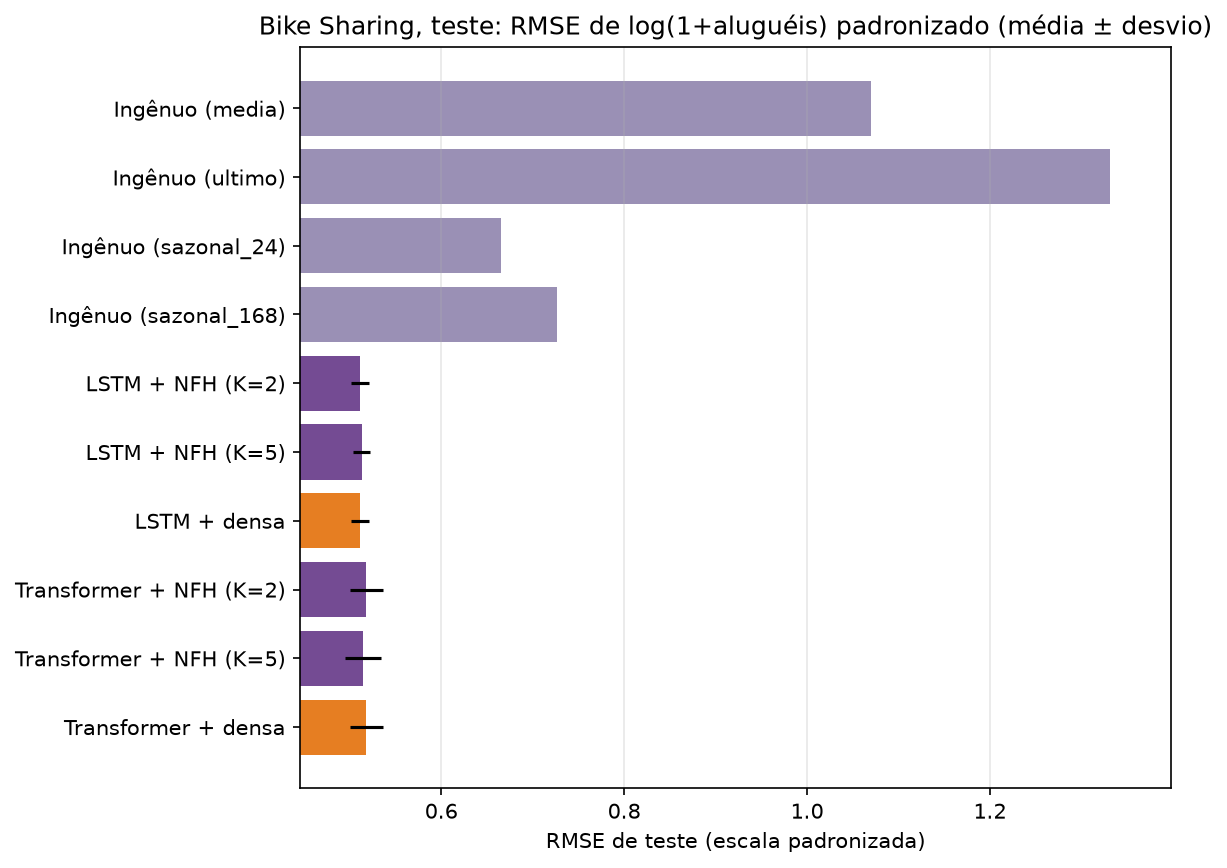 Bike Sharing, teste: RMSE de log(1+aluguéis) padronizado (média ± desvio)
Ingênuo (media)
Ingênuo (ultimo)
Ingênuo (sazonal_24)
Ingênuo (sazonal_168)
LSTM + NFH (K=2)
LSTM + NFH (K=5)
LSTM + densa
Transformer + NFH (K=2)
Transformer + NFH (K=5)
Transformer + densa
0.6 0.8 1.0 1.2
RMSE de teste (escala padronizada)